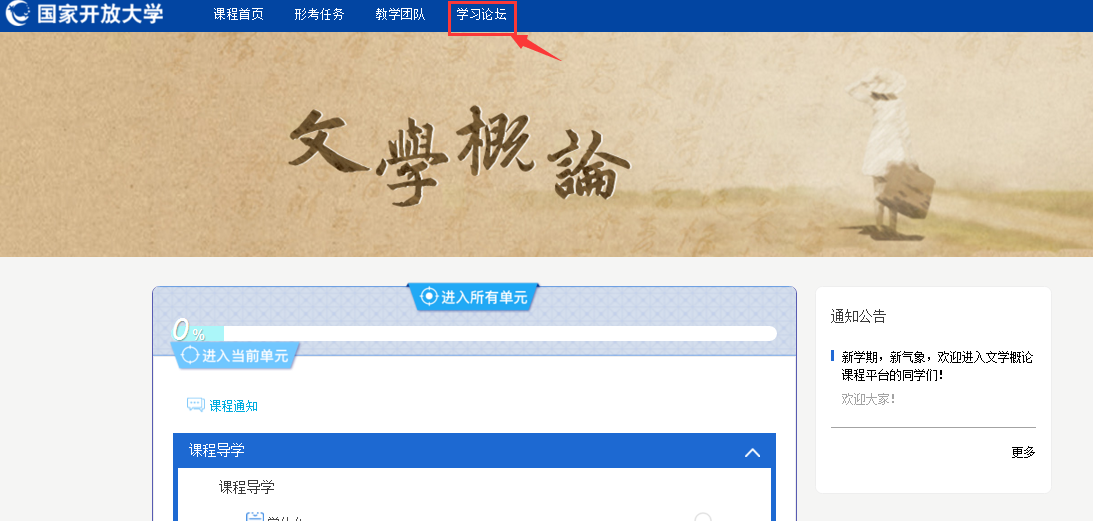 国家开放大学 课程首页 形考任务 教学团队 学习论坛
文學概論
进入所有单元
0%
进入当前单元
课程通知
课程导学
课程导学
通知公告
新学期，新气象，欢迎进入文学概论
课程平台的同学们！
欢迎大家！
更多